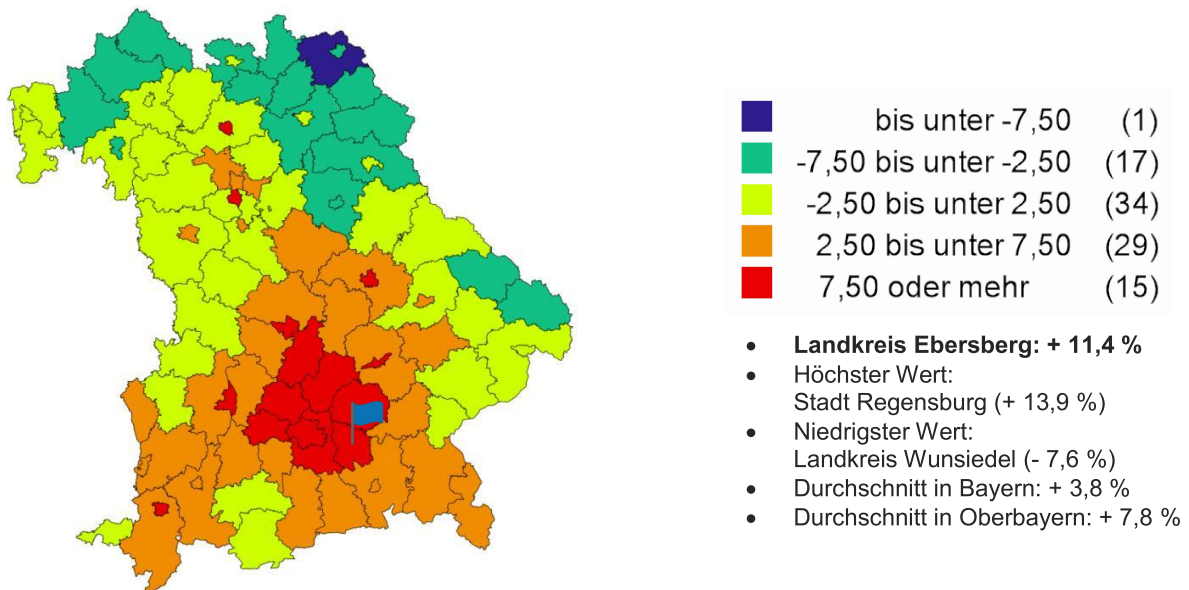 bis unter -7,50 (1)
-7,50 bis unter -2,50 (17)
-2,50 bis unter 2,50 (34)
2,50 bis unter 7,50 (29)
7,50 oder mehr (15)
• Landkreis Ebersberg: + 11,4 %
• Höchster Wert:
Stadt Regensburg (+ 13,9 %)
• Niedrigster Wert:
Landkreis Wunsiedel (- 7,6 %)
• Durchschnitt in Bayern: + 3,8 %
• Durchschnitt in Oberbayern: + 7,8 %